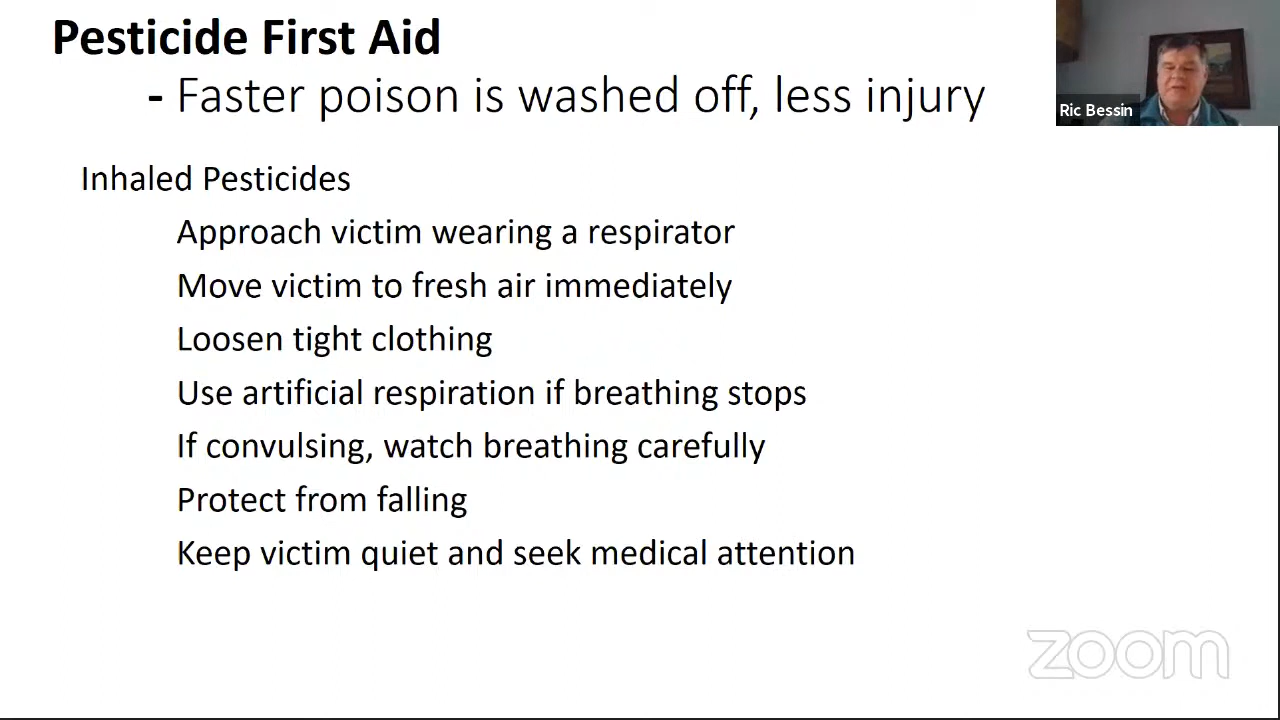 Pesticide First Aid
- Faster poison is washed off, less injury
Ric Bessin
Inhaled Pesticides
Approach victim wearing a respirator
Move victim to fresh air immediately
Loosen tight clothing
Use artificial respiration if breathing stops
If convulsing, watch breathing carefully
Protect from falling
Keep victim quiet and seek medical attention
zoom